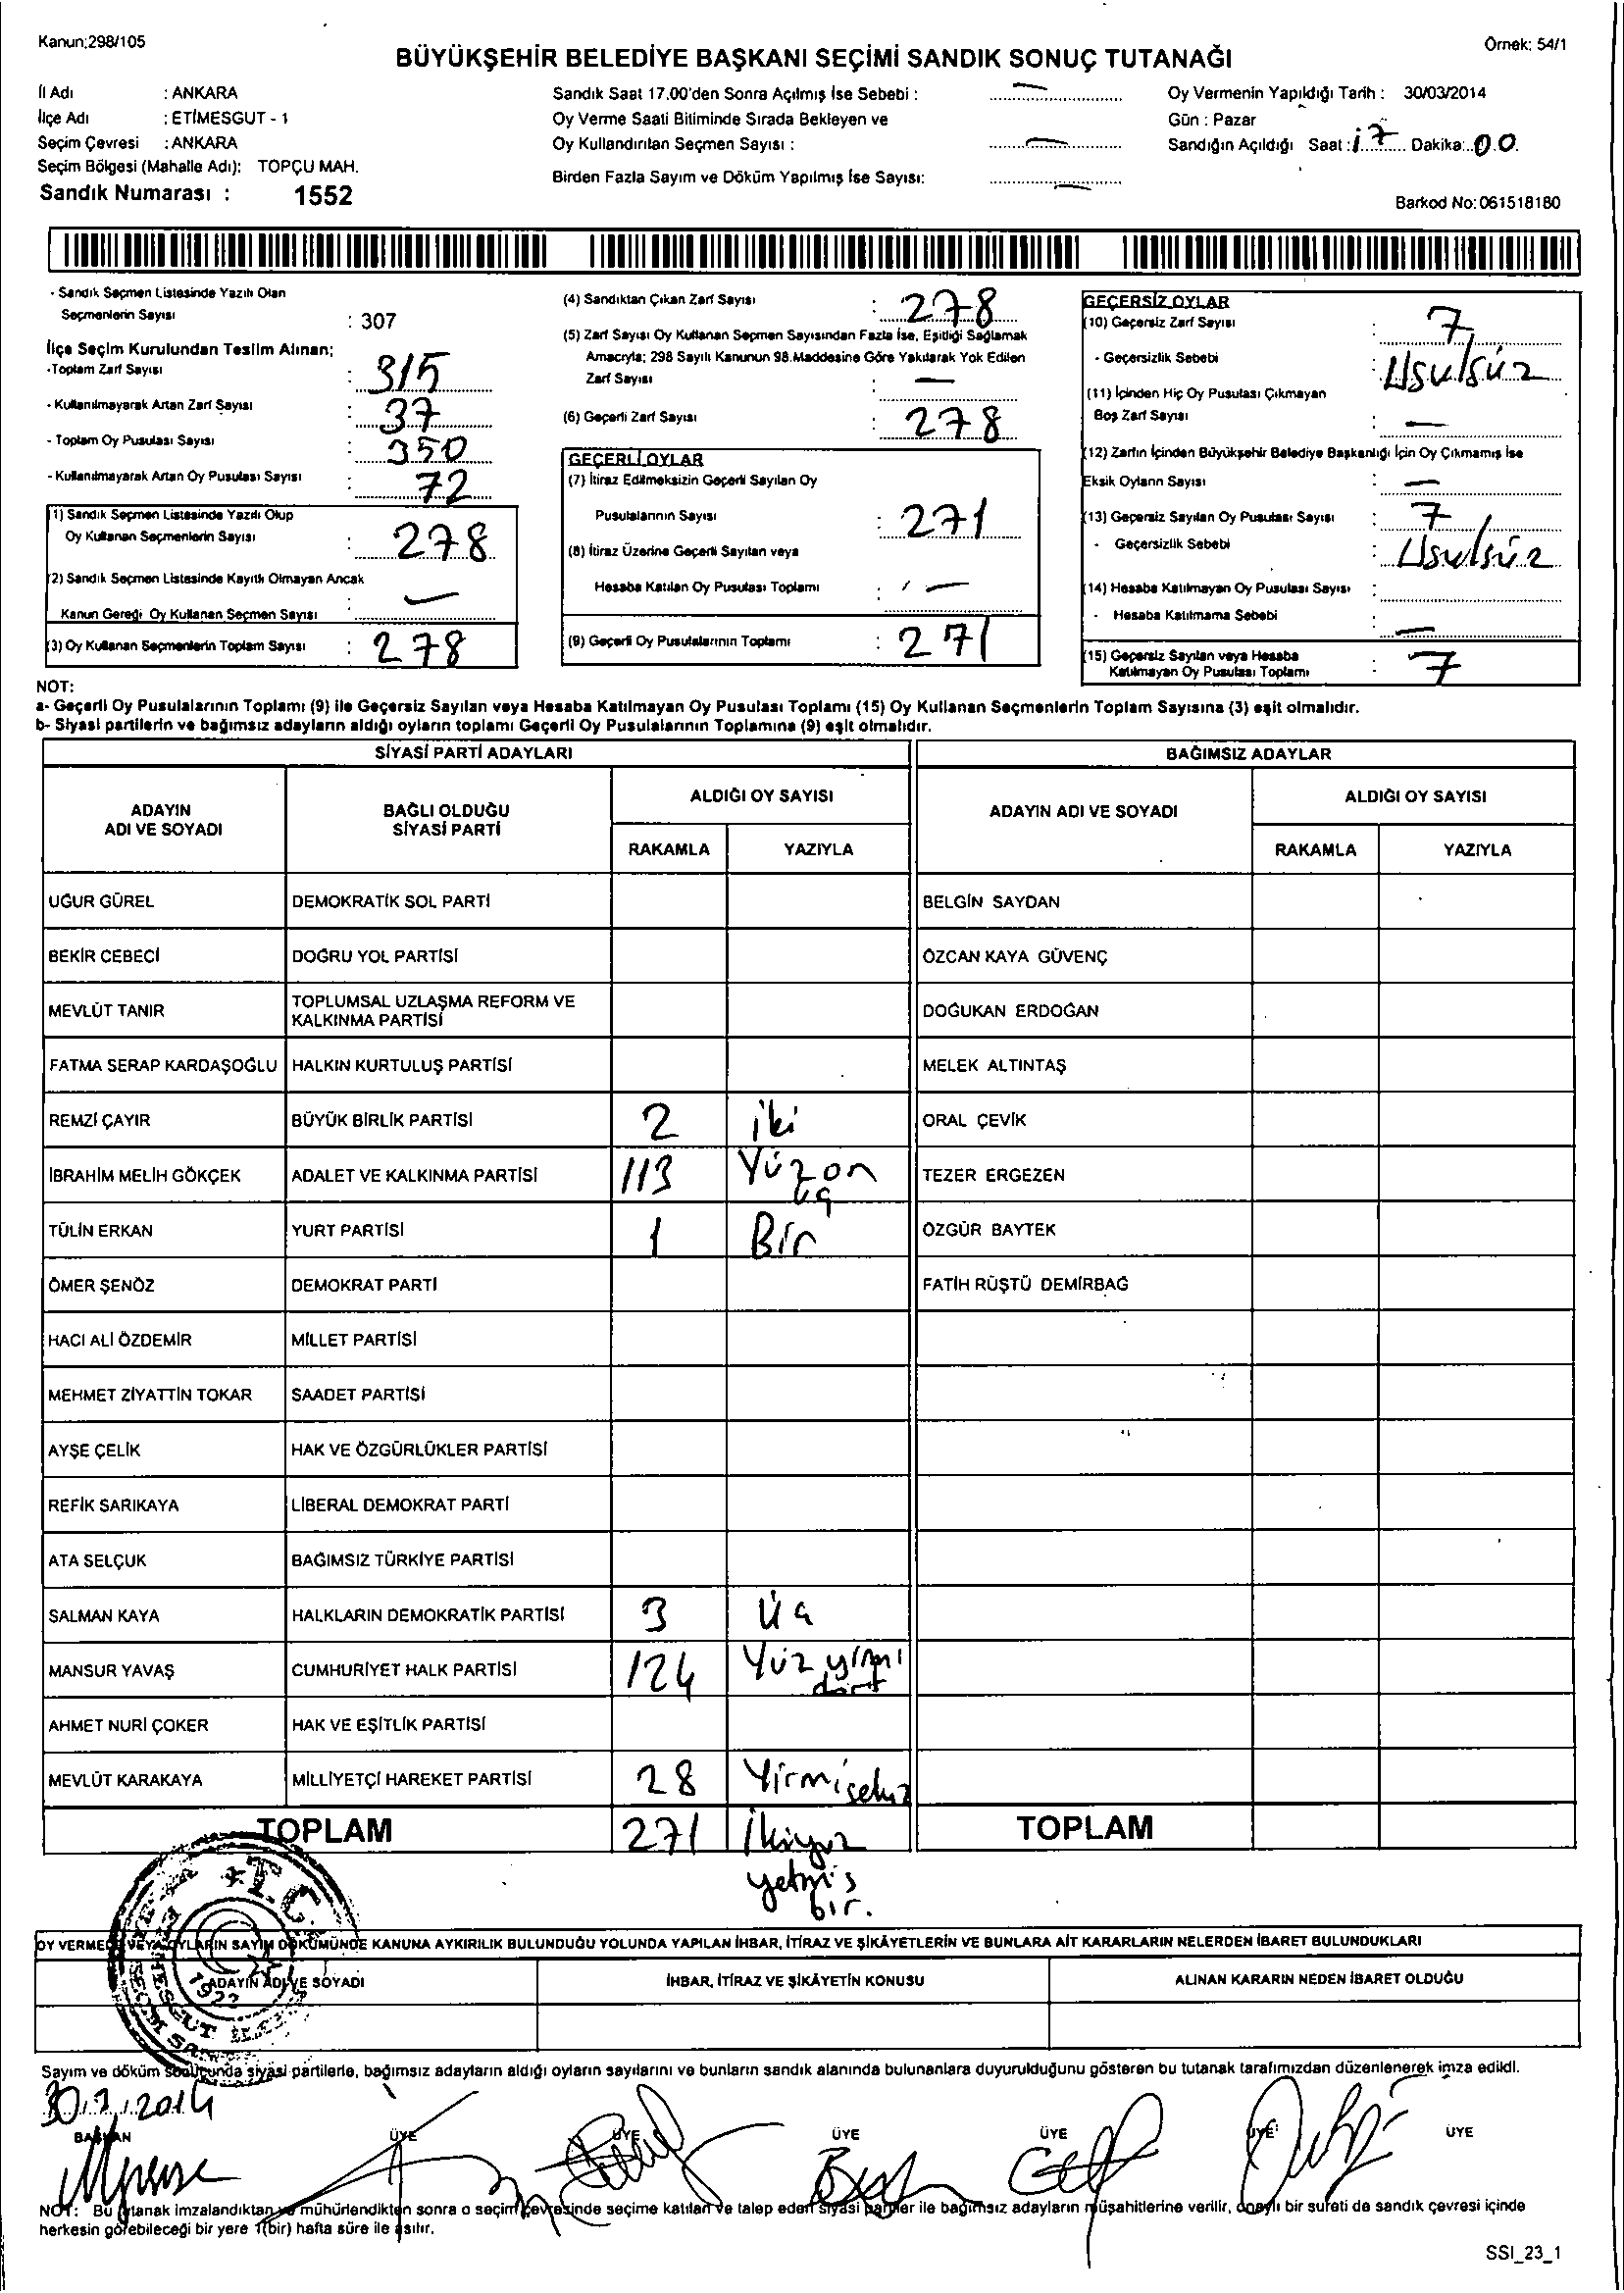 Kanun:298/105
Örnek: 54/1
BÜYÜKŞEHİR BELEDİYE BAŞKANI SEÇİMİ SANDIK SONUÇ TUTANAĞI
İl Adı : ANKARA
İlçe Adı : ETİMESGUT - 1
Seçim Çevresi : ANKARA
Seçim Bölgesi (Mahalle Adı): TOPÇU MAH.
Sandık Numarası : 1552
Sandık Saat 17.00'den Sonra Açılmış İse Sebebi : —
Oy Verme Saati Bitiminde Sırada Bekleyen ve
Oy Kullandırılan Seçmen Sayısı : —
Birden Fazla Sayım ve Döküm Yapılmış İse Sayısı: —
Oy Vermenin Yapıldığı Tarih : 30/03/2014
Gün : Pazar
Sandığın Açıldığı Saat : 17 Dakika: 00
Barkod No: 061518180
- Sandık Seçmen Listesinde Yazılı Olan
Seçmenlerin Sayısı : 307
İlçe Seçim Kurulundan Teslim Alınan;
-Toplam Zarf Sayısı : 315
- Kullanılmayarak Artan Zarf Sayısı : 37
- Toplam Oy Pusulası Sayısı : 350
- Kullanılmayarak Artan Oy Pusulası Sayısı : 72
(1) Sandık Seçmen Listesinde Yazılı Olup
Oy Kullanan Seçmenlerin Sayısı : 278
(2) Sandık Seçmen Listesinde Kayıtlı Olmayan Ancak
Kanun Gereği Oy Kullanan Seçmen Sayısı : —
(3) Oy Kullanan Seçmenlerin Toplam Sayısı : 278
(4) Sandıktan Çıkan Zarf Sayısı : 278
(5) Zarf Sayısı Oy Kullanan Seçmen Sayısından Fazla İse, Eşitliği Sağlamak
Amacıyla; 298 Sayılı Kanunun 98.Maddesine Göre Yakılarak Yok Edilen
Zarf Sayısı : —
(6) Geçerli Zarf Sayısı : 278
GEÇERLİ OYLAR
(7) İtiraz Edilmeksizin Geçerli Sayılan Oy
Pusulalarının Sayısı : 271
(8) İtiraz Üzerine Geçerli Sayılan veya
Hesaba Katılan Oy Pusulası Toplamı : —
(9) Geçerli Oy Pusulalarının Toplamı : 271
GEÇERSİZ OYLAR
(10) Geçersiz Zarf Sayısı : 7
- Geçersizlik Sebebi : Usulsüz
(11) İçinden Hiç Oy Pusulası Çıkmayan
Boş Zarf Sayısı : —
(12) Zarfın İçinden Büyükşehir Belediye Başkanlığı İçin Oy Çıkmamış İse
Eksik Oyların Sayısı : —
(13) Geçersiz Sayılan Oy Pusulası Sayısı : 7
- Geçersizlik Sebebi : Usulsüz
(14) Hesaba Katılmayan Oy Pusulası Sayısı :
- Hesaba Katılmama Sebebi : —
(15) Geçersiz Sayılan veya Hesaba
Katılmayan Oy Pusulası Toplamı : 7
NOT:
a- Geçerli Oy Pusulalarının Toplamı (9) ile Geçersiz Sayılan veya Hesaba Katılmayan Oy Pusulası Toplamı (15) Oy Kullanan Seçmenlerin Toplam Sayısına (3) eşit olmalıdır.
b- Siyasi partilerin ve bağımsız adayların aldığı oyların toplamı Geçerli Oy Pusulalarının Toplamına (9) eşit olmalıdır.
SİYASİ PARTİ ADAYLARI BAĞIMSIZ ADAYLAR
ADAYIN ADI VE SOYADI BAĞLI OLDUĞU SİYASİ PARTİ ALDIĞI OY SAYISI ADAYIN ADI VE SOYADI ALDIĞI OY SAYISI
RAKAMLA YAZIYLA RAKAMLA YAZIYLA
UĞUR GÜREL DEMOKRATİK SOL PARTİ BELGİN SAYDAN
BEKİR CEBECİ DOĞRU YOL PARTİSİ ÖZCAN KAYA GÜVENÇ
MEVLÜT TANIR TOPLUMSAL UZLAŞMA REFORM VE KALKINMA PARTİSİ DOĞUKAN ERDOĞAN
FATMA SERAP KARDAŞOĞLU HALKIN KURTULUŞ PARTİSİ MELEK ALTINTAŞ
REMZİ ÇAYIR BÜYÜK BİRLİK PARTİSİ 2 iki ORAL ÇEVİK
İBRAHİM MELİH GÖKÇEK ADALET VE KALKINMA PARTİSİ 113 Yüzon üç TEZER ERGEZEN
TÜLİN ERKAN YURT PARTİSİ 1 Bir ÖZGÜR BAYTEK
ÖMER ŞENÖZ DEMOKRAT PARTİ FATİH RÜŞTÜ DEMİRBAĞ
HACI ALİ ÖZDEMİR MİLLET PARTİSİ
MEHMET ZİYATTİN TOKAR SAADET PARTİSİ
AYŞE ÇELİK HAK VE ÖZGÜRLÜKLER PARTİSİ
REFİK SARIKAYA LİBERAL DEMOKRAT PARTİ
ATA SELÇUK BAĞIMSIZ TÜRKİYE PARTİSİ
SALMAN KAYA HALKLARIN DEMOKRATİK PARTİSİ 3 Üç
MANSUR YAVAŞ CUMHURİYET HALK PARTİSİ 124 Yüz yirmi dört
AHMET NURİ ÇOKER HAK VE EŞİTLİK PARTİSİ
MEVLÜT KARAKAYA MİLLİYETÇİ HAREKET PARTİSİ 28 Yirmisekiz
TOPLAM 271 İkiyüz yetmiş bir. TOPLAM
T.C.
1922
OY VERMEDE VEYA OYLARIN SAYIM DÖKÜMÜNDE KANUNA AYKIRILIK BULUNDUĞU YOLUNDA YAPILAN İHBAR, İTİRAZ VE ŞİKÂYETLERİN VE BUNLARA AİT KARARLARIN NELERDEN İBARET BULUNDUKLARI
ADAYIN ADI VE SOYADI İHBAR, İTİRAZ VE ŞİKÂYETİN KONUSU ALINAN KARARIN NEDEN İBARET OLDUĞU
Sayım ve döküm sonucunda siyasi partilerle, bağımsız adayların aldığı oyların sayılarını ve bunların sandık alanında bulunanlara duyurulduğunu gösteren bu tutanak tarafımızdan düzenlenerek imza edildi.
30.3.2014
BAŞKAN ÜYE ÜYE ÜYE ÜYE ÜYE ÜYE
NOT: Bu tutanak imzalandıktan ve mühürlendikten sonra o seçim çevresinde seçime katılan ve talep eden siyasi partiler ile bağımsız adayların müşahitlerine verilir, onaylı bir sureti de sandık çevresi içinde
herkesin görebileceği bir yere 1(bir) hafta süre ile asılır.
SSI_23_1